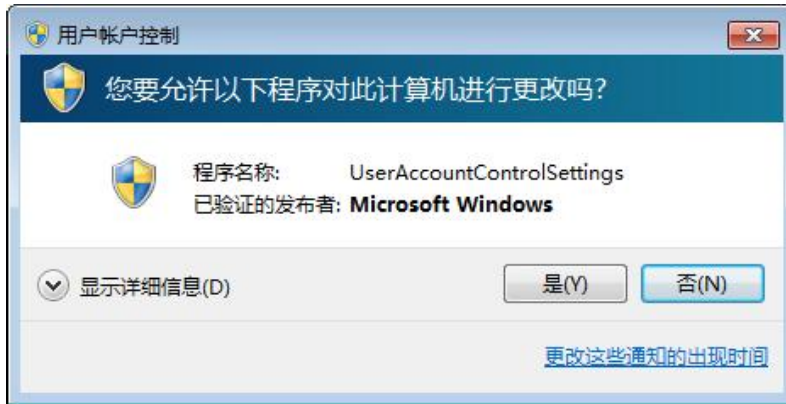 用户帐户控制
您要允许以下程序对此计算机进行更改吗?
程序名称: UserAccountControlSettings
已验证的发布者: Microsoft Windows
显示详细信息(D)
是(Y)
否(N)
更改这些通知的出现时间